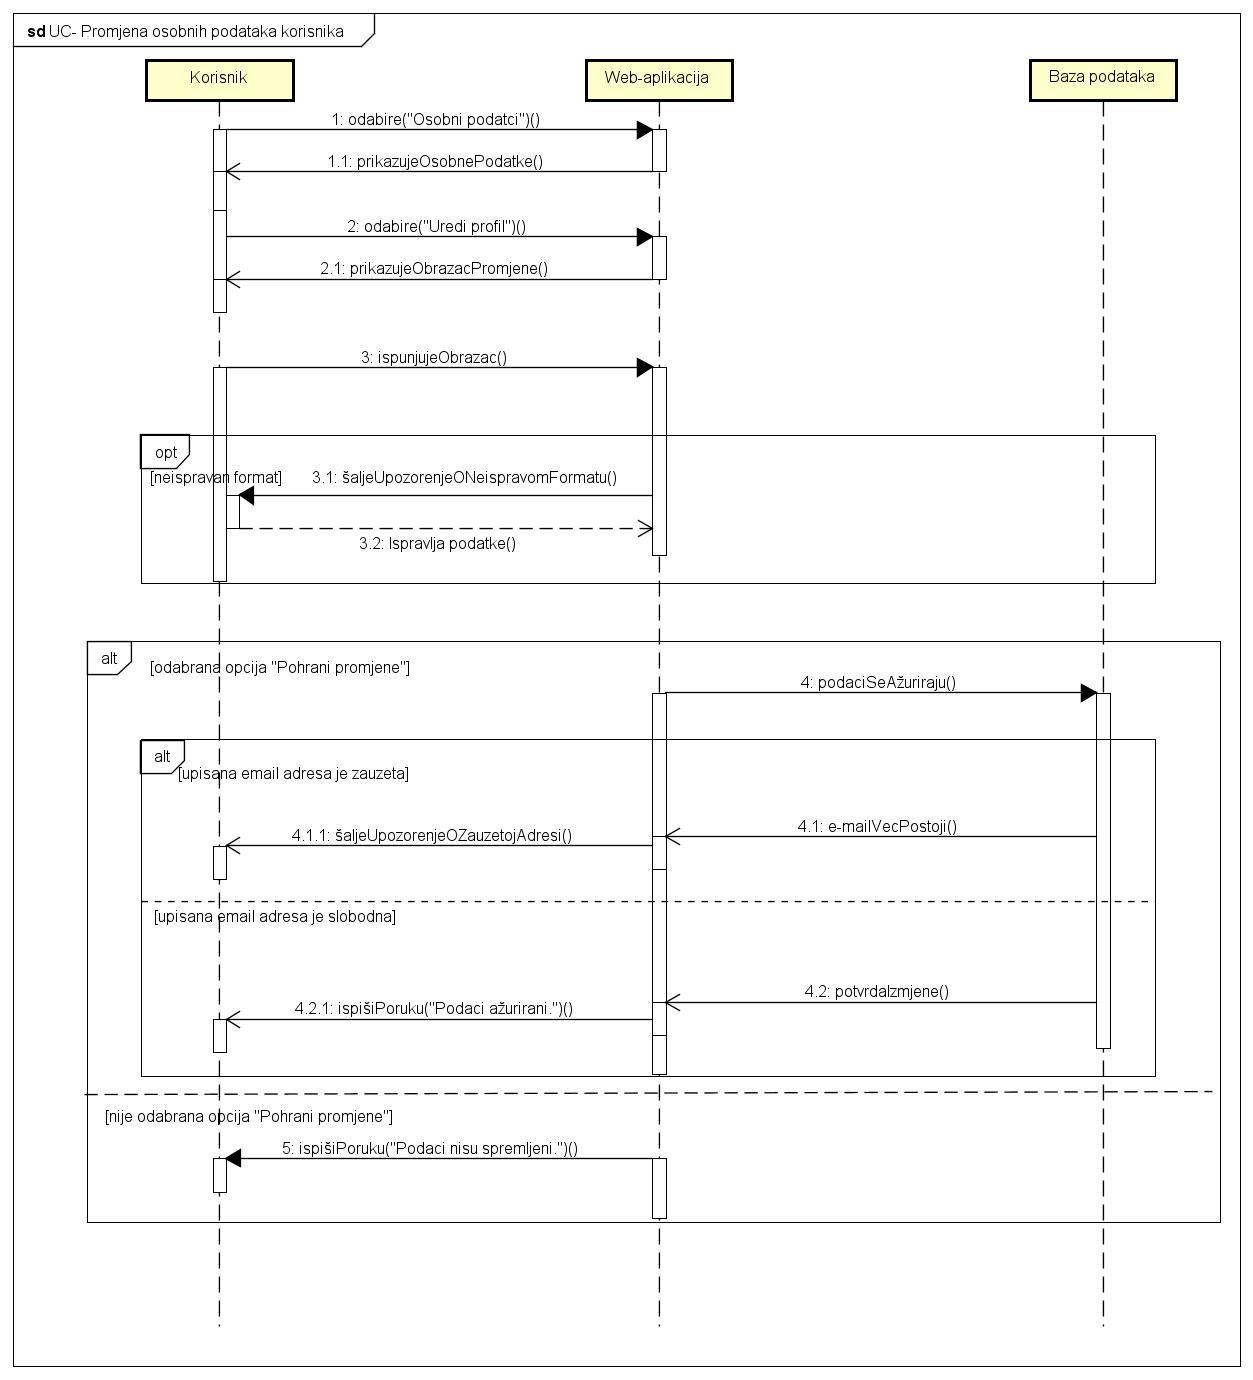 sd UC- Promjena osobnih podataka korisnika
Korisnik
Web-aplikacija
Baza podataka
1: odabire("Osobni podatci")()
1.1: prikazujeOsobnePodatke()
2: odabire("Uredi profil")()
2.1: prikazujeObrazacPromjene()
3: ispunjujeObrazac()
opt
[neispravan format]
3.1: šaljeUpozorenjeONeispravomFormatu()
3.2: Ispravlja podatke()
alt
[odabrana opcija "Pohrani promjene"]
4: podaciSeAžuriraju()
alt
[upisana email adresa je zauzeta]
4.1: e-mailVecPostoji()
4.1.1: šaljeUpozorenjeOZauzetojAdresi()
[upisana email adresa je slobodna]
4.2: potvrdaIzmjene()
4.2.1: ispišiPoruku("Podaci ažurirani.")()
[nije odabrana opcija "Pohrani promjene"]
5: ispišiPoruku("Podaci nisu spremljeni.")()